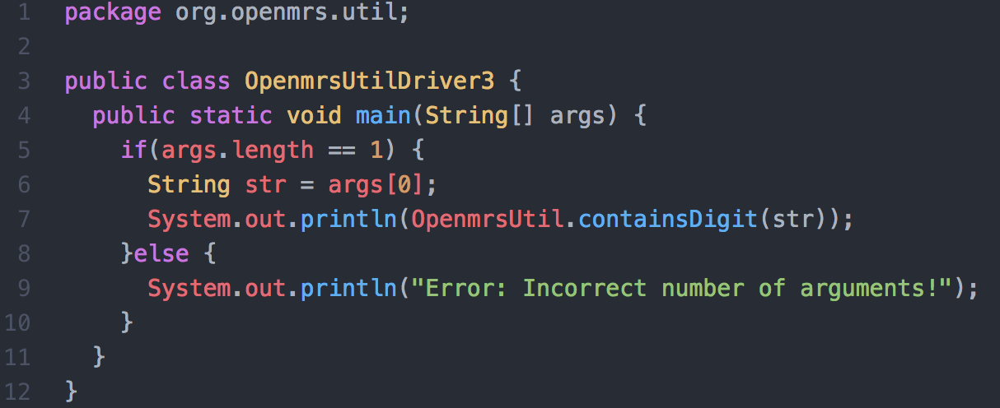 1 package org.openmrs.util;
2
3 public class OpenmrsUtilDriver3 {
4   public static void main(String[] args) {
5     if(args.length == 1) {
6       String str = args[0];
7       System.out.println(OpenmrsUtil.containsDigit(str));
8     }else {
9       System.out.println("Error: Incorrect number of arguments!");
10     }
11   }
12 }